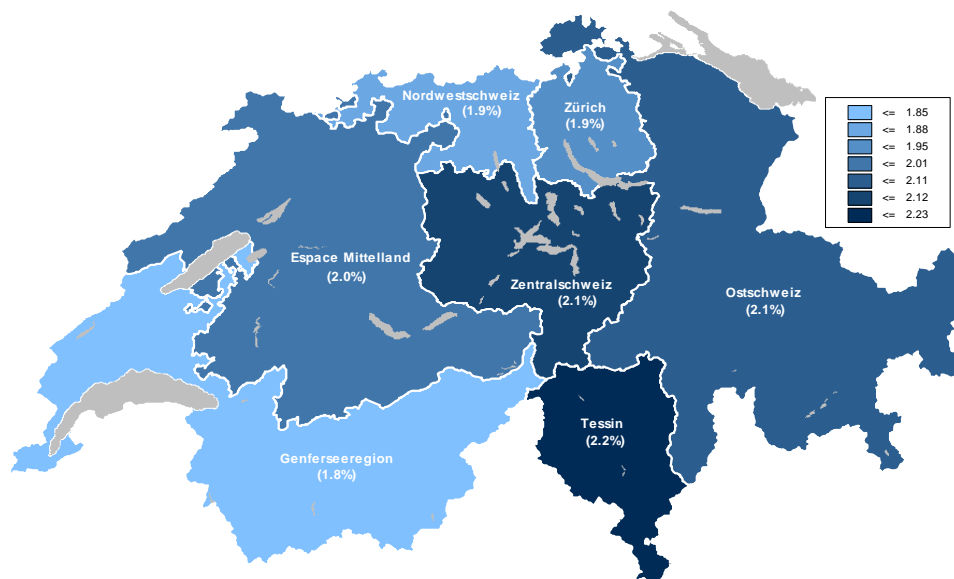 Nordwestschweiz
(1.9%)
Zürich
(1.9%)
<= 1.85
<= 1.88
<= 1.95
<= 2.01
<= 2.11
<= 2.12
<= 2.23
Espace Mittelland
(2.0%)
Zentralschweiz
(2.1%)
Ostschweiz
(2.1%)
Tessin
(2.2%)
Genferseeregion
(1.8%)